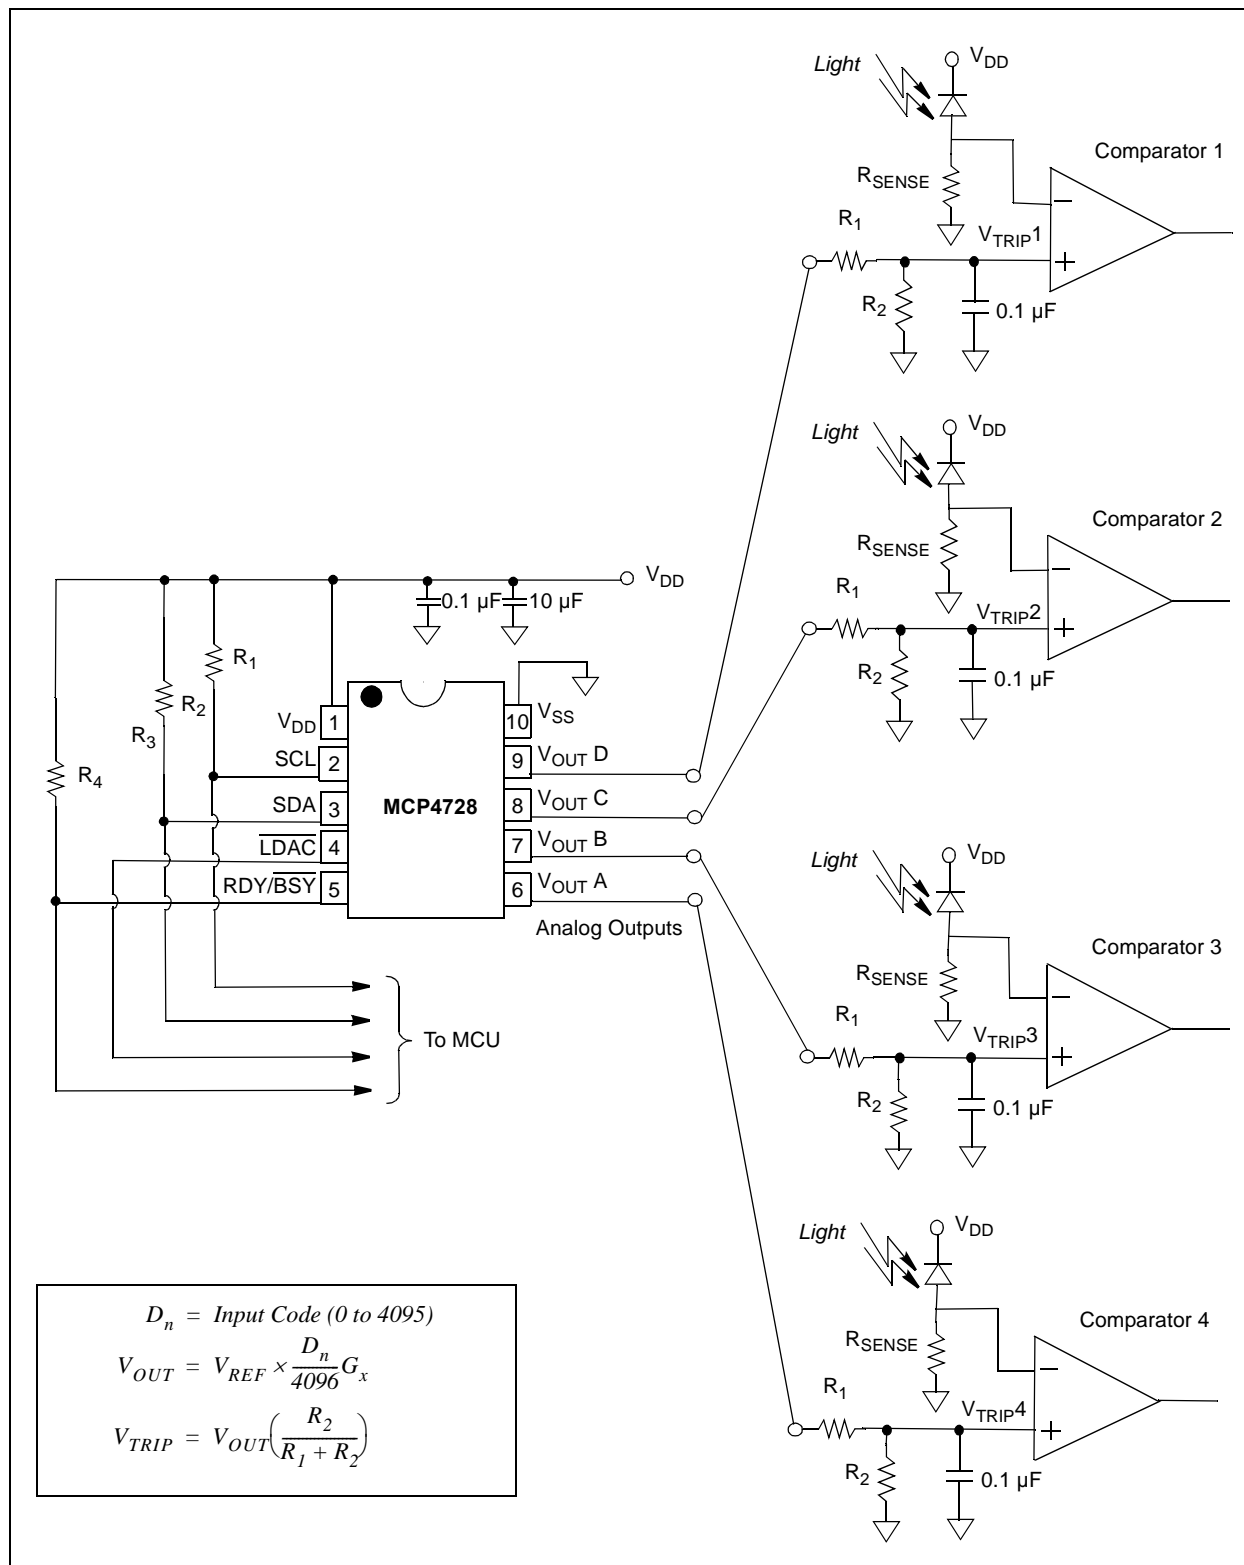 Light
VDD
Comparator 1
RSENSE
R1
VTRIP1
−
+
R2
0.1 µF
Light
VDD
Comparator 2
RSENSE
R1
VTRIP2
−
+
R2
0.1 µF
VDD
0.1 µF
10 µF
R1
R2
R3
R4
VDD 1
SCL 2
SDA 3
LDAC 4
RDY/BSY 5
MCP4728
10 VSS
9 VOUT D
8 VOUT C
7 VOUT B
6 VOUT A
Analog Outputs
To MCU
Light
VDD
Comparator 3
RSENSE
R1
VTRIP3
−
+
R2
0.1 µF
Light
VDD
Comparator 4
RSENSE
R1
VTRIP4
−
+
R2
0.1 µF
Dn = Input Code (0 to 4095)
VOUT = VREF × Dn/4096 Gx
VTRIP = VOUT(R2/(R1 + R2))